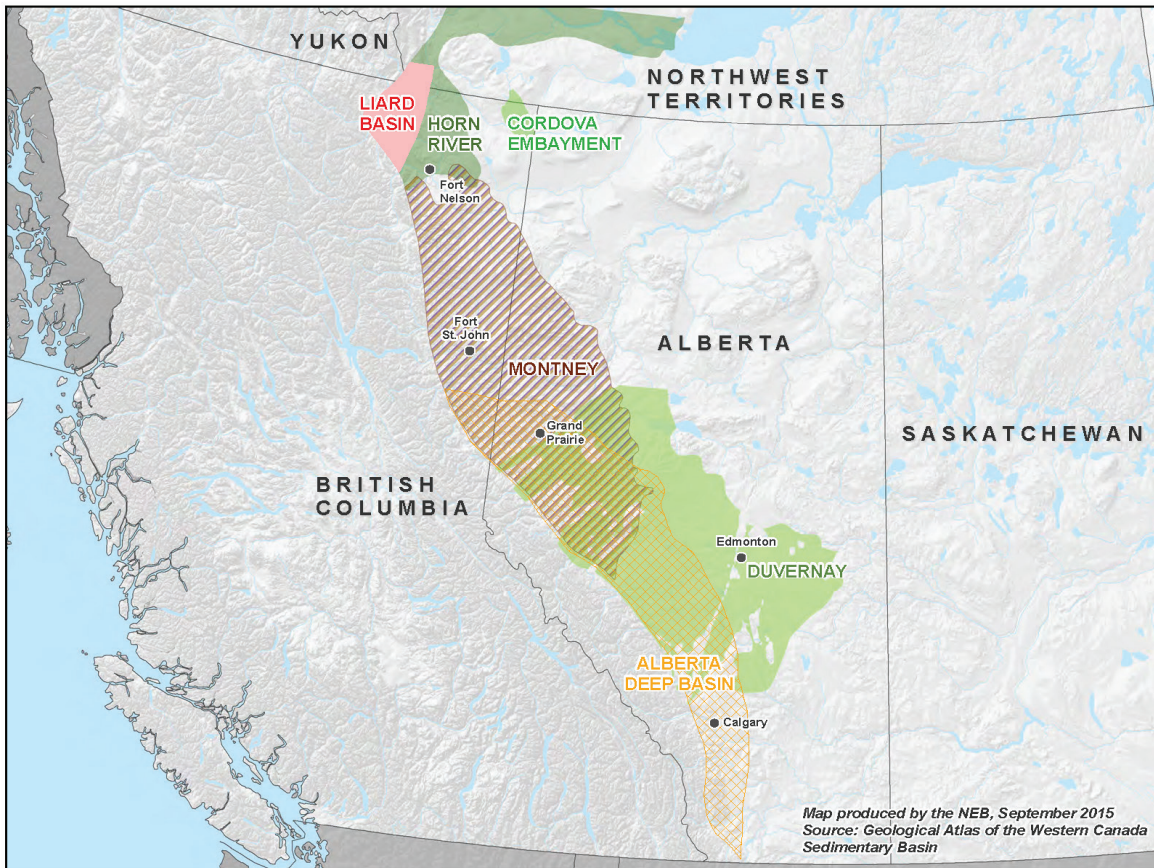 YUKON
NORTHWEST
TERRITORIES
LIARD
BASIN
HORN
RIVER
CORDOVA
EMBAYMENT
Fort
Nelson
Fort
St. John
ALBERTA
MONTNEY
Grand
Prairie
SASKATCHEWAN
BRITISH
COLUMBIA
Edmonton
DUVERNAY
ALBERTA
DEEP BASIN
Calgary
Map produced by the NEB, September 2015
Source: Geological Atlas of the Western Canada
Sedimentary Basin